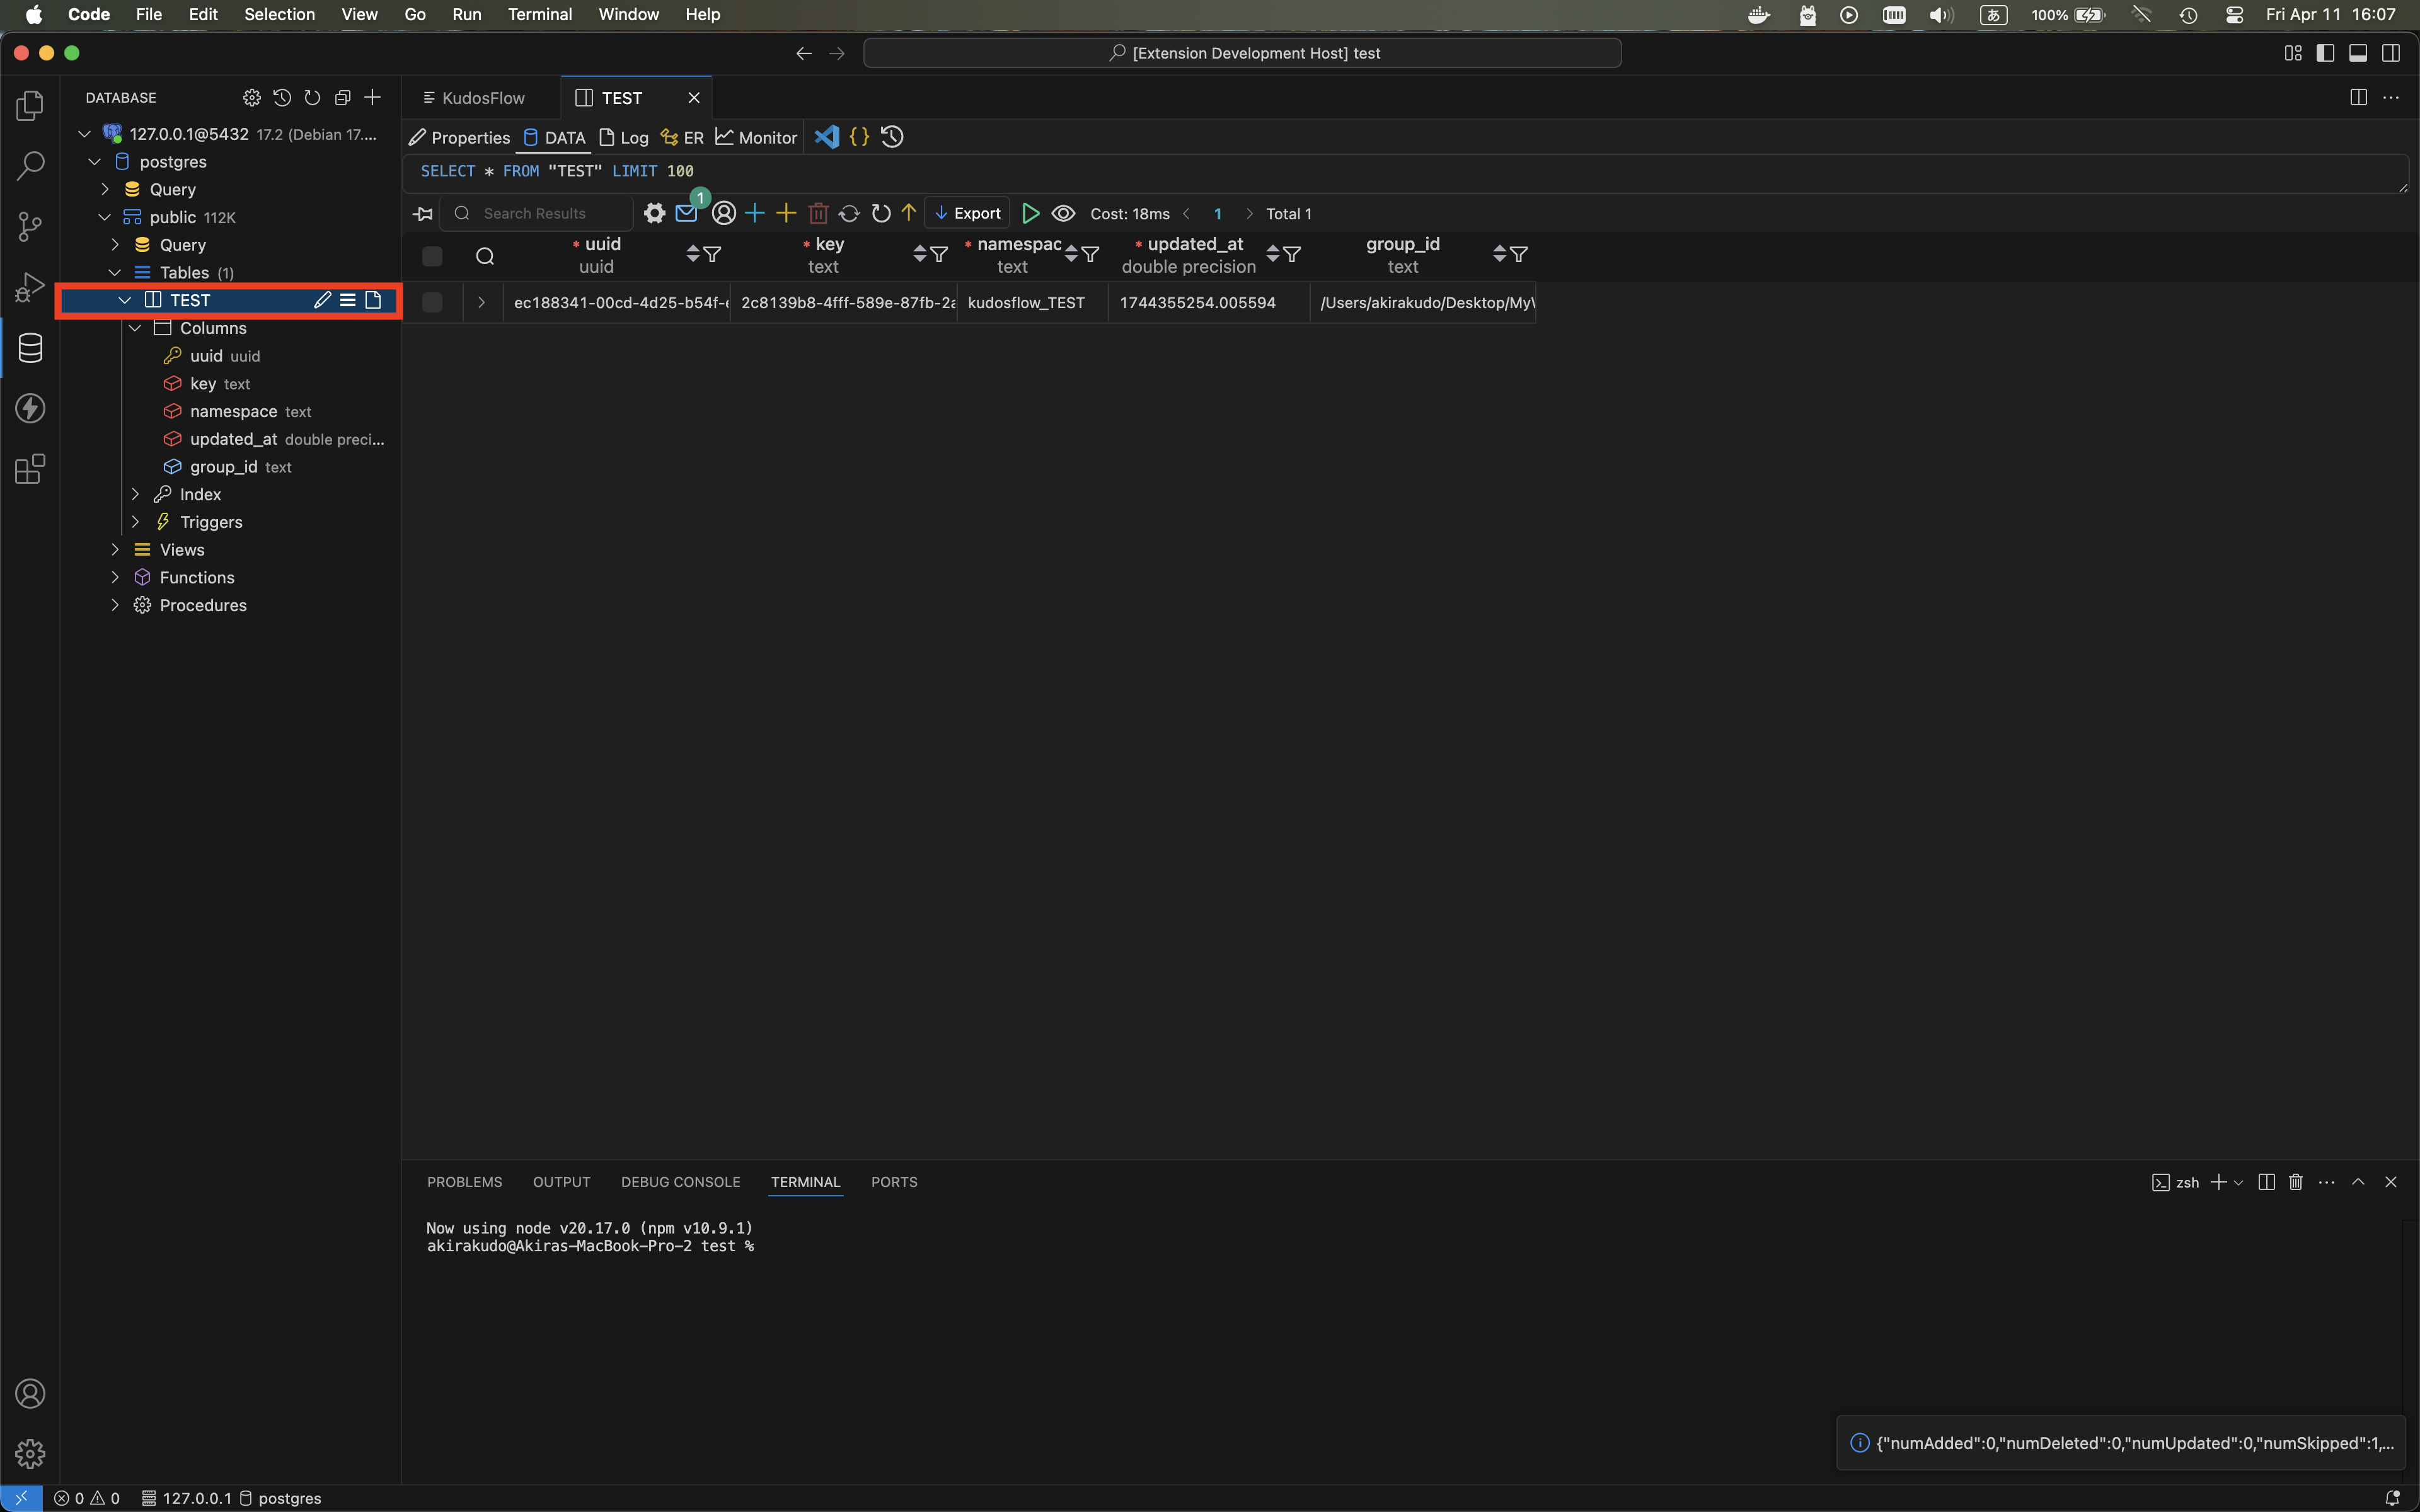 Code File Edit Selection View Go Run Terminal Window Help あ 100% Fri Apr 11 16:07
[Extension Development Host] test
DATABASE
127.0.0.1@5432 17.2 (Debian 17....
postgres
Query
public 112K
Query
Tables (1)
TEST
Columns
uuid uuid
key text
namespace text
updated_at double preci...
group_id text
Index
Triggers
Views
Functions
Procedures
KudosFlow TEST
Properties DATA Log ER Monitor
SELECT * FROM "TEST" LIMIT 100
Search Results 1 Export Cost: 18ms 1 Total 1
* uuid * key * namespac * updated_at group_id
uuid text text double precision text
ec188341-00cd-4d25-b54f- 2c8139b8-4fff-589e-87fb-2 kudosflow_TEST 1744355254.005594 /Users/akirakudo/Desktop/My
PROBLEMS OUTPUT DEBUG CONSOLE TERMINAL PORTS zsh
Now using node v20.17.0 (npm v10.9.1)
akirakudo@Akiras-MacBook-Pro-2 test %
{"numAdded":0,"numDeleted":0,"numUpdated":0,"numSkipped":1,...
0 0 127.0.0.1 postgres